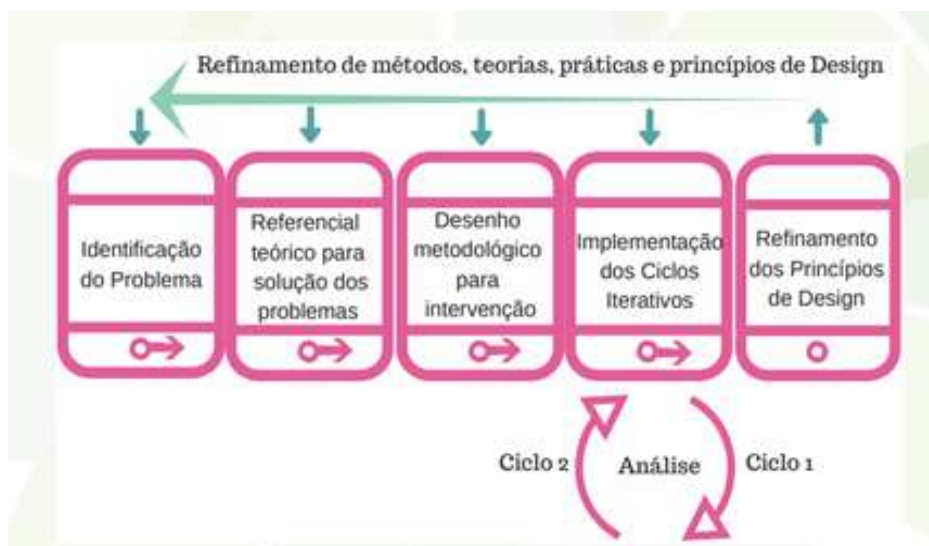 Refinamento de métodos, teorias, práticas e princípios de Design
Identificação
do Problema
Referencial
teórico para
solução dos
problemas
Desenho
metodológico
para
intervenção
Implementação
dos Ciclos
Iterativos
Refinamento
dos Princípios
de Design
Ciclo 2
Análise
Ciclo 1